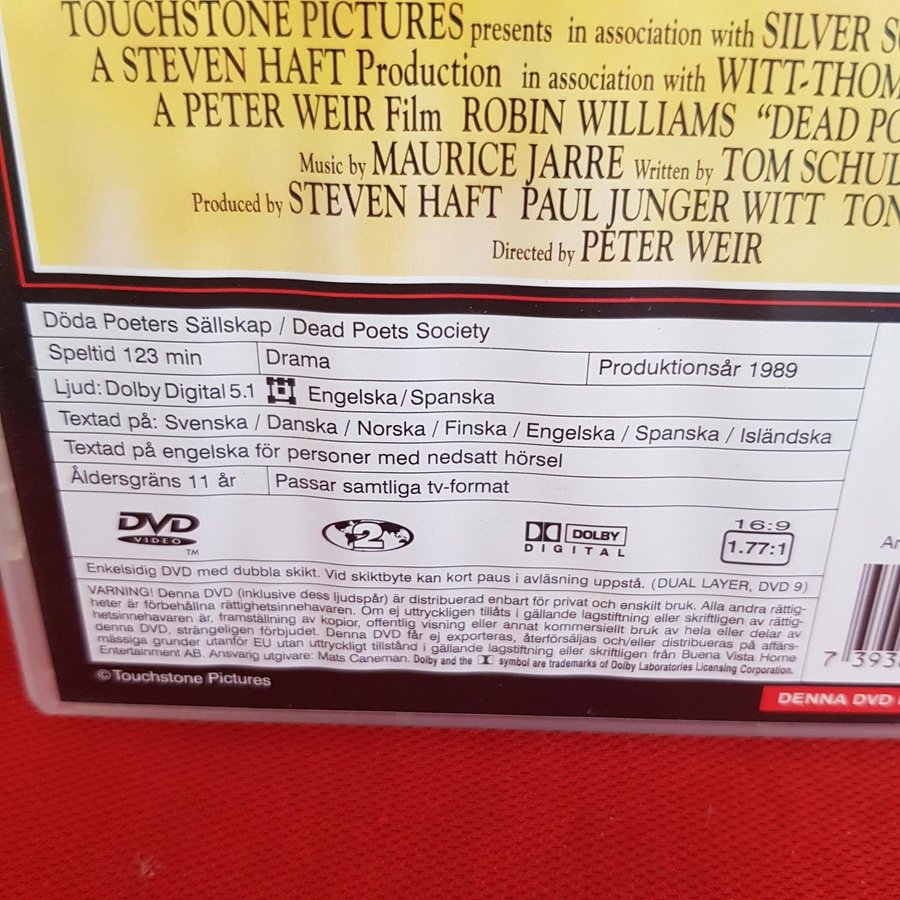 TOUCHSTONE PICTURES presents in association with SILVER
A STEVEN HAFT Production in association with WITT-THOM
A PETER WEIR Film ROBIN WILLIAMS "DEAD PO
Music by MAURICE JARRE Written by TOM SCHUL
Produced by STEVEN HAFT PAUL JUNGER WITT TON
Directed by PETER WEIR
Döda Poeters Sällskap / Dead Poets Society
Speltid 123 min Drama Produktionsår 1989
Ljud: Dolby Digital 5.1 Engelska/Spanska
Textad på: Svenska / Danska / Norska / Finska / Engelska / Spanska / Isländska
Textad på engelska för personer med nedsatt hörsel
Åldersgräns 11 år Passar samtliga tv-format
DVD VIDEO TM 2 DOLBY DIGITAL 16:9 1.77:1
Enkelsidig DVD med dubbla skikt. Vid skiktbyte kan kort paus i avläsning uppstå. (DUAL LAYER, DVD 9)
VARNING! Denna DVD (inklusive dess ljudspår) är distribuerad enbart för privat och enskilt bruk. Alla andra rättig-
heter är förbehållna rättighetsinnehavaren. Om ej uttryckligen tillåts i gällande lagstiftning eller skriftligen av rättig-
hetsinnehavaren är, framställning av kopior, offentlig visning eller annat kommersiellt bruk av hela eller delar av
denna DVD, strängeligen förbjudet. Denna DVD får ej exporteras, återförsäljas och/eller distribueras på affärs-
mässiga grunder utanför EU utan uttryckligt tillstånd i gällande lagstiftning eller skriftligen från Buena Vista Home
Entertainment AB. Ansvarig utgivare: Mats Caneman. Dolby and the symbol are trademarks of Dolby Laboratories Licensing Corporation.
©Touchstone Pictures
Ar
7 393
DENNA DVD